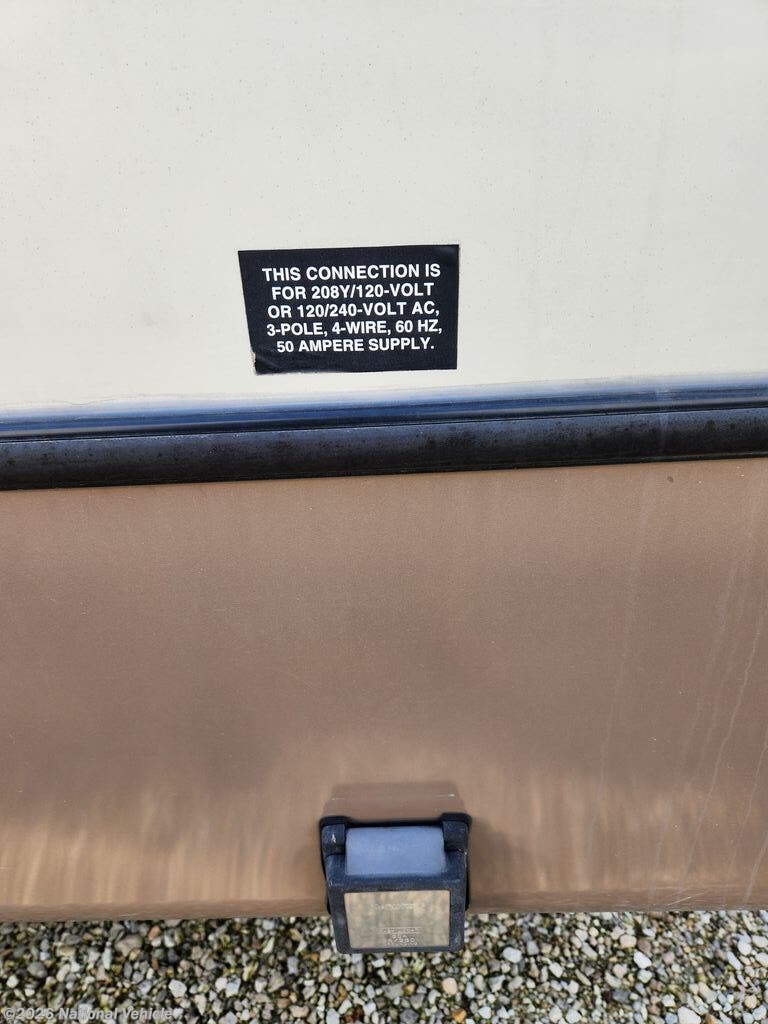 THIS CONNECTION IS
FOR 208Y/120-VOLT
OR 120/240-VOLT AC,
3-POLE, 4-WIRE, 60 HZ,
50 AMPERE SUPPLY.
©2026 National Vehicle